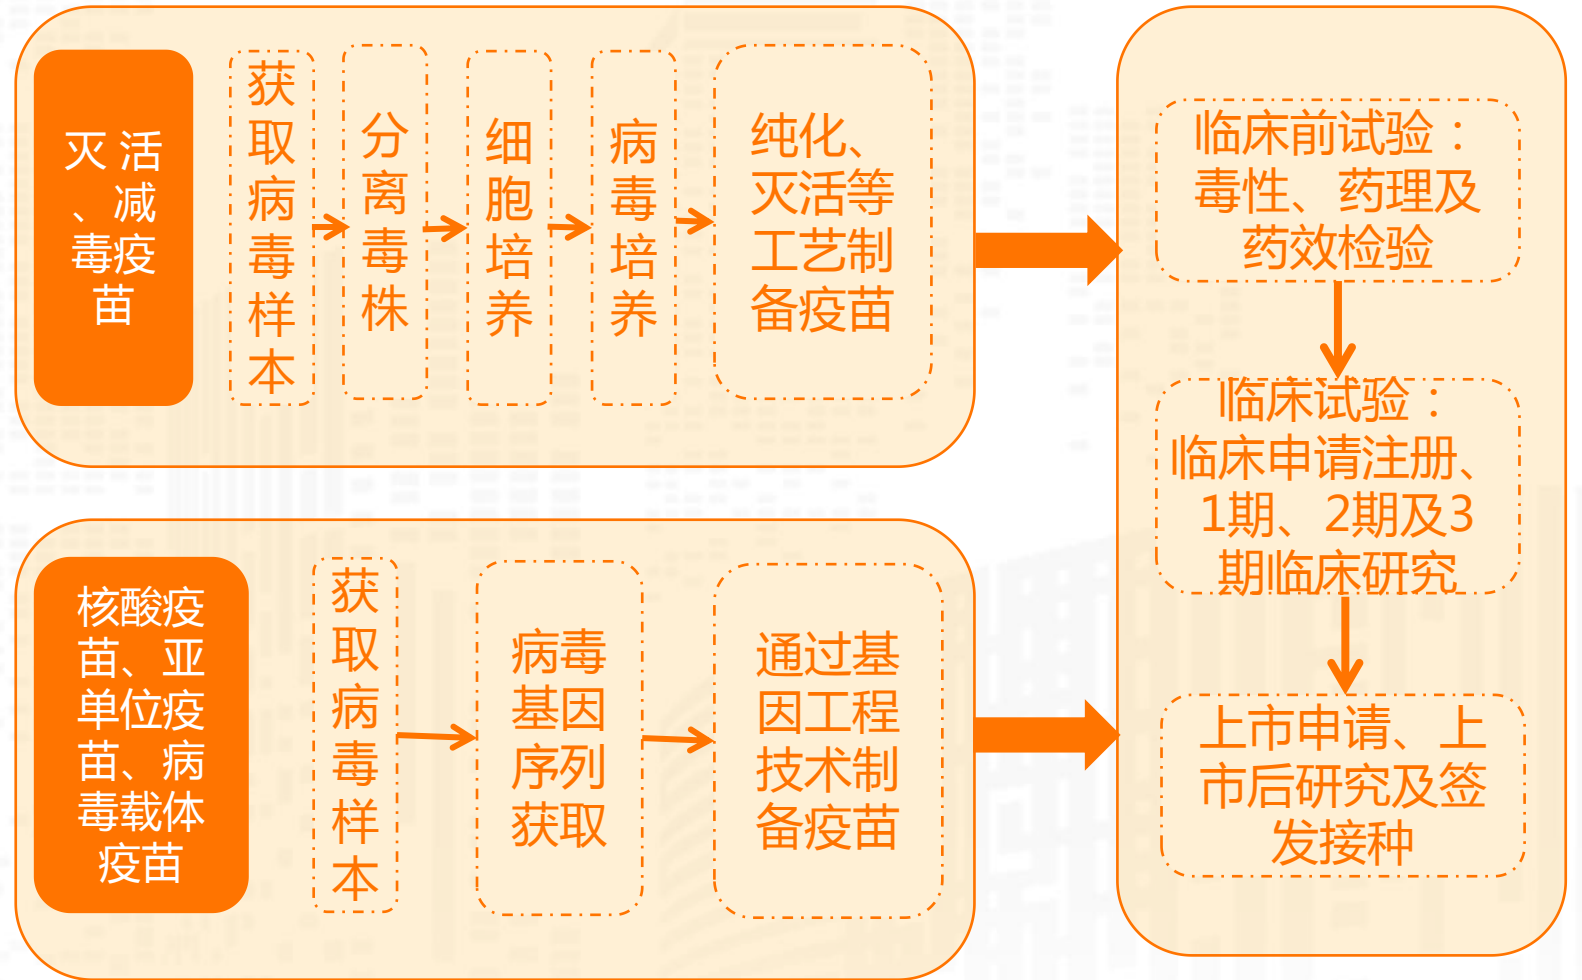 灭 活
、减
毒疫
苗
获取病毒样本
分离毒株
细胞培养
病毒培养
纯化、
灭活等
工艺制
备疫苗
核酸疫
苗、亚
单位疫
苗、病
毒载体
疫苗
获取病毒样本
病毒
基因
序列
获取
通过基
因工程
技术制
备疫苗
临床前试验：
毒性、药理及
药效检验
临床试验：
临床申请注册、
1期、2期及3
期临床研究
上市申请、上
市后研究及签
发接种